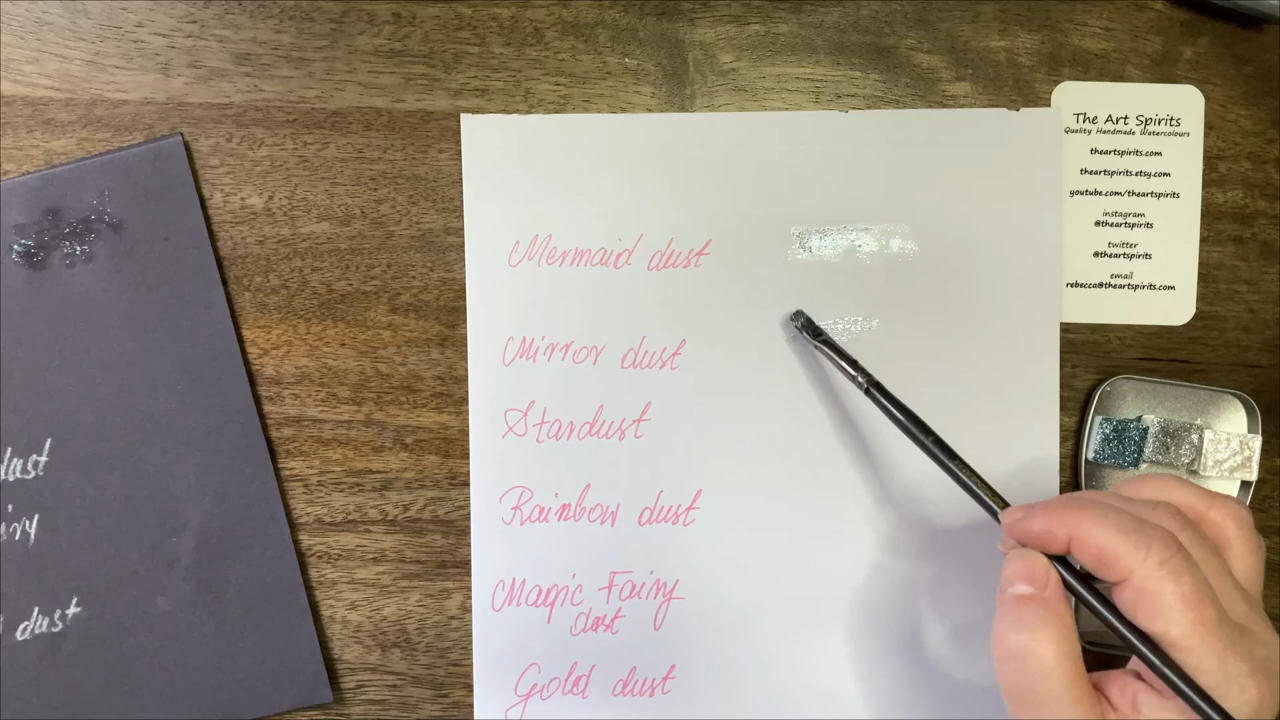 The Art Spirits
Quality Handmade Watercolours
theartspirits.com
theartspirits.etsy.com
youtube.com/theartspirits
instagram
@theartspirits
twitter
@theartspirits
email
rebecca@theartspirits.com
Mermaid dust
Mirror dust
Stardust
Rainbow dust
Magic Fairy
dust
Gold dust
dust